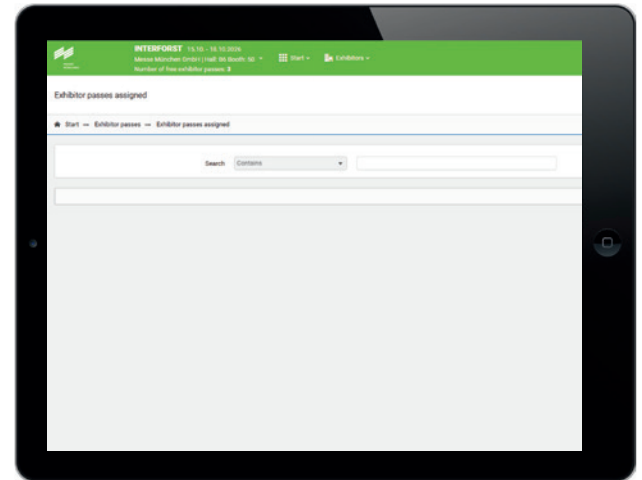 INTERFORST 15.10. - 18.10.2026
Messe München GmbH | Hall: B6 Booth: 50
Number of free exhibitor passes: 3
Start
Exhibitors
Exhibitor passes assigned
Start Exhibitor passes Exhibitor passes assigned
Search Contains